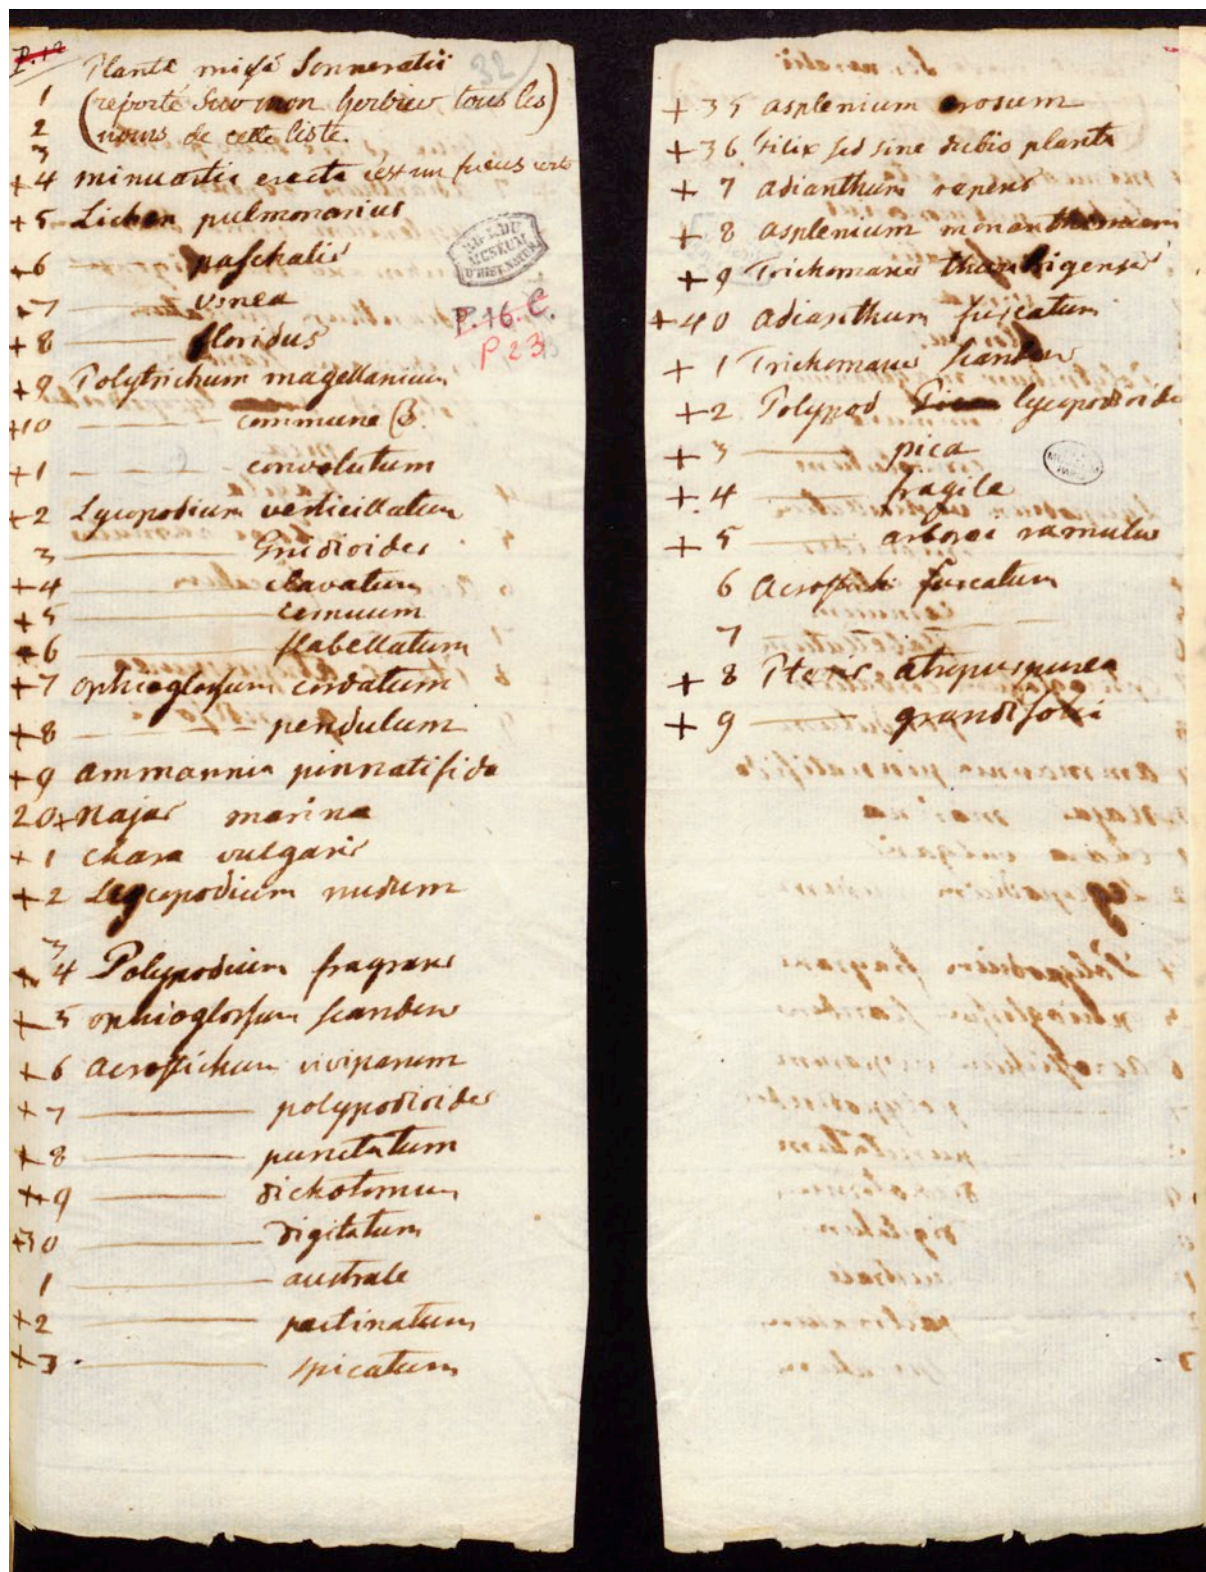 P.12
32
Plantæ missæ Sonneratii
1 (reporté Sur mon herbier tous les)
2 (noms de cette liste.
3
+4 minuartia erecta c'est un fucus
+5 Lichen pulmonarius
+6 —— paschalis
+7 —— usnea
+8 —— floridus
P.16.C.
P 23
+9 Polytrichum magellanicum
+10 —— commune β.
+1 —— convolutum
+2 Lycopodium verticillatum
3 —— Gnidioides
+4 —— clavatum
+5 —— cernuum
+6 —— flabellatum
+7 ophioglossum cordatum
+8 —— pendulum
+9 ammannia pinnatifida
20+ najas marina
+1 chara vulgaris
+2 Lycopodium nudum
3
+4 Polypodium fragrans
+5 ophioglossum scandens
+6 acrostichum viviparum
+7 —— polypodioides
+8 —— punctatum
+9 —— dichotomum
+30 —— digitatum
1 —— australe
+2 —— pectinatum
+3 —— spicatum
+35 asplenium erosum
+36 filix sed sine dubio planta
+7 adianthum repens
+8 asplenium monanthemum
+9 Trichomanes
+40 adianthum furcatum
+1 Trichomanes scandens
+2 Polypod lycopodioides
+3 —— pica
+4 —— fragile
+5 —— arborei ramulus
6 acrostich furcatum
7 ——
+8 Pteris atropurpurea
+9 —— grandifolia